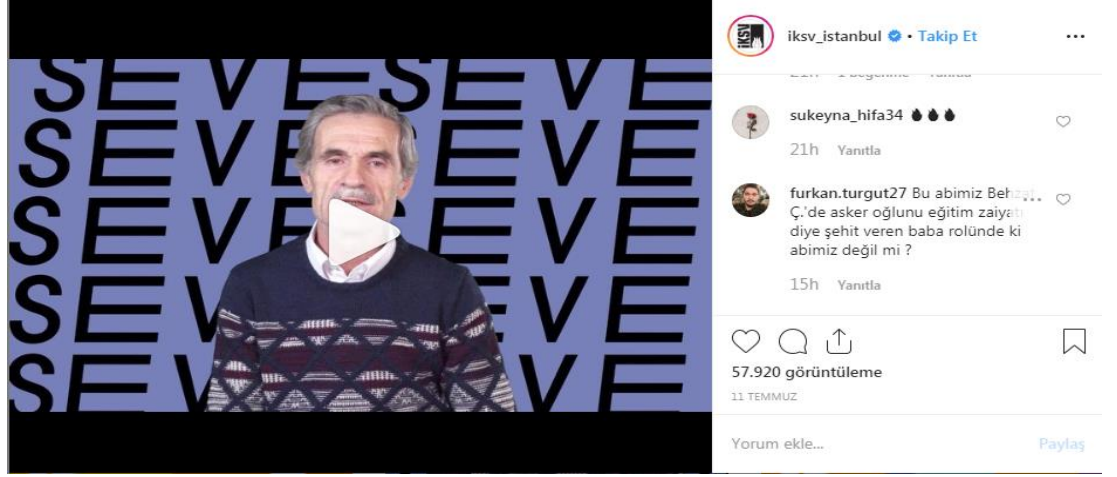 SEVESEVE
SEVESEVE
SEVESEVE
SEVESEVE
SEVE VE
iksv_istanbul • Takip Et
sukeyna_hifa34
21h Yanıtla
furkan.turgut27 Bu abimiz Behzat
Ç.'de asker oğlunu eğitim zaiyatı
diye şehit veren baba rolünde ki
abimiz değil mi ?
15h Yanıtla
57.920 görüntüleme
11 TEMMUZ
Yorum ekle...
Paylaş